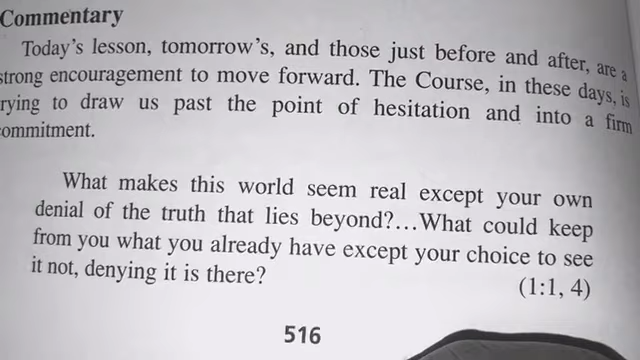 Commentary
Today's lesson, tomorrow's, and those just before and after, are a
strong encouragement to move forward. The Course, in these days, is
rying to draw us past the point of hesitation and into a firm
ommitment.
What makes this world seem real except your own
denial of the truth that lies beyond?...What could keep
from you what you already have except your choice to see
it not, denying it is there? (1:1, 4)
516